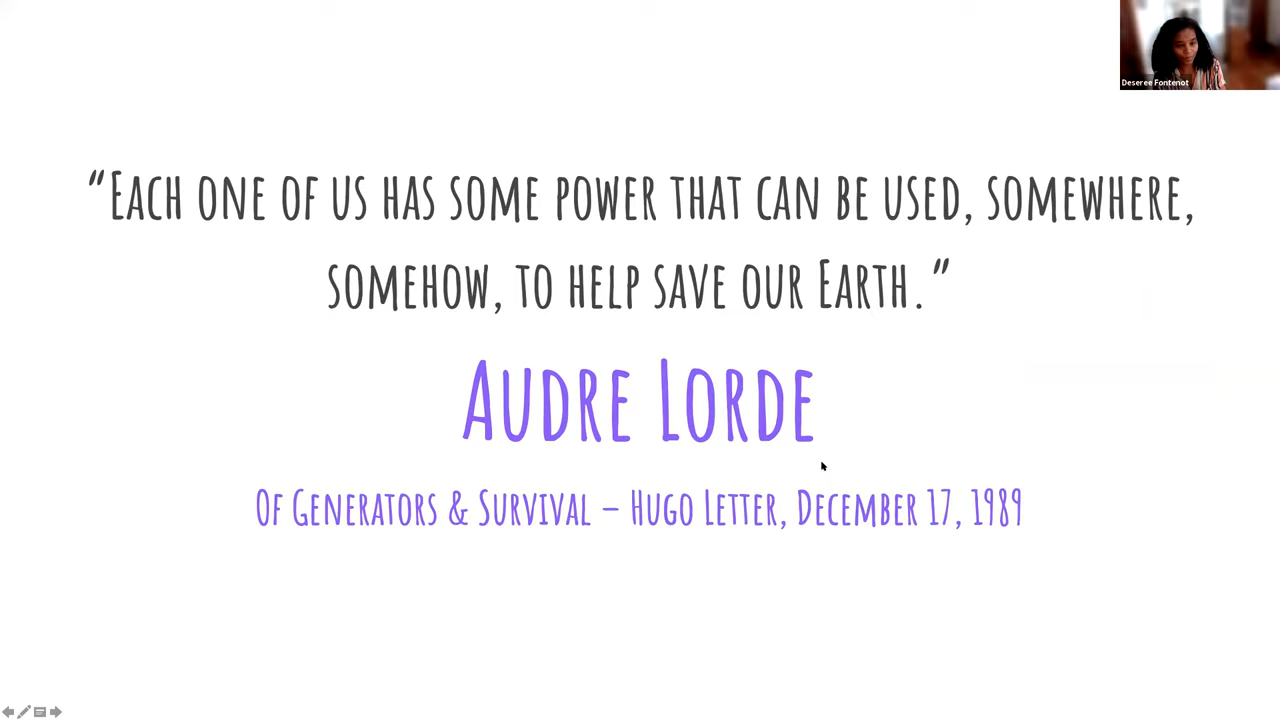 Deseree Fontenot
“Each one of us has some power that can be used, somewhere,
somehow, to help save our Earth.”
Audre Lorde
Of Generators & Survival – Hugo Letter, December 17, 1989